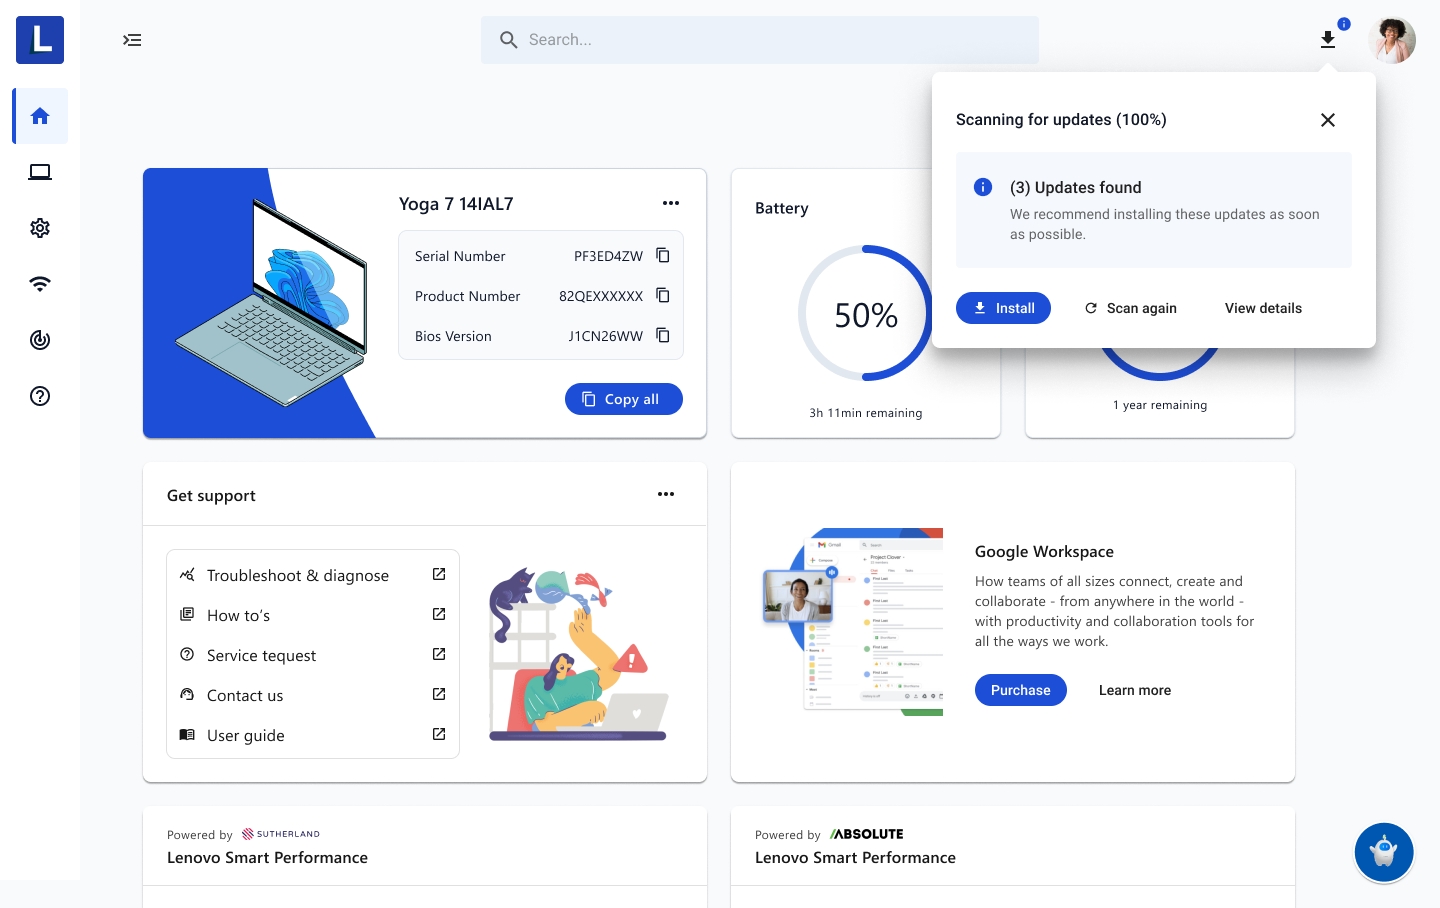 L
Search...
Scanning for updates (100%)
(3) Updates found
We recommend installing these updates as soon
as possible.
Install
Scan again
View details
Yoga 7 14IAL7
Serial Number
PF3ED4ZW
Product Number
82QEXXXXXX
Bios Version
J1CN26WW
Copy all
Battery
50%
3h 11min remaining
1 year remaining
Get support
Troubleshoot & diagnose
How to's
Service tequest
Contact us
User guide
Gmail
Search
Compose
Project Clover
Google Workspace
How teams of all sizes connect, create and
collaborate - from anywhere in the world -
with productivity and collaboration tools for
all the ways we work.
Purchase
Learn more
Powered by SUTHERLAND
Lenovo Smart Performance
Powered by ABSOLUTE
Lenovo Smart Performance